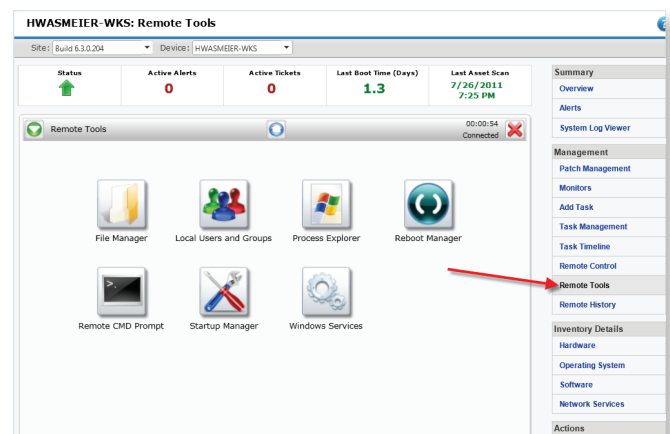 HWASMEIER-WKS: Remote Tools
Site: Build 6.3.0.204 Device: HWASMEIER-WKS
Status Active Alerts Active Tickets Last Boot Time (Days) Last Asset Scan
0 0 1.3 7/26/2011
7:25 PM
Remote Tools
00:00:54
Connected
File Manager Local Users and Groups Process Explorer Reboot Manager
Remote CMD Prompt Startup Manager Windows Services
Summary
Overview
Alerts
System Log Viewer
Management
Patch Management
Monitors
Add Task
Task Management
Task Timeline
Remote Control
Remote Tools
Remote History
Inventory Details
Hardware
Operating System
Software
Network Services
Actions